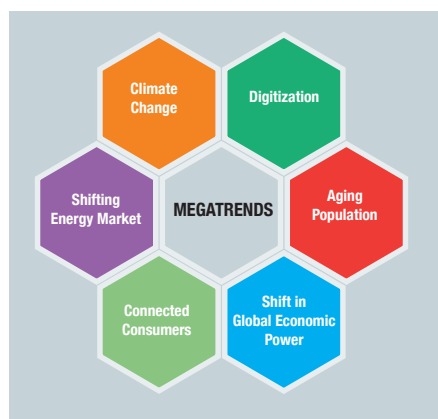 Climate
Change
Digitization
Shifting
Energy Market
MEGATRENDS
Aging
Population
Connected
Consumers
Shift in
Global Economic
Power